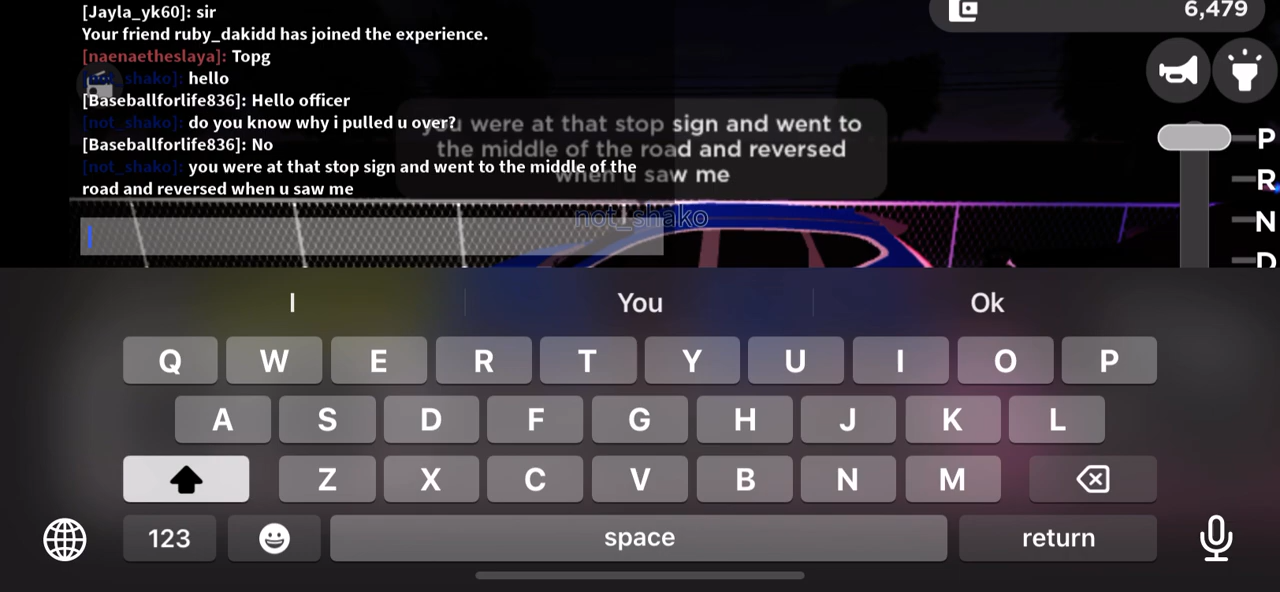 [Jayla_yk60]: sir
Your friend ruby_dakidd has joined the experience.
[naenaetheslaya]: Topg
[not_shako]: hello
[Baseballforlife836]: Hello officer
[not_shako]: do you know why i pulled u over?
[Baseballforlife836]: No
[not_shako]: you were at that stop sign and went to the middle of the
road and reversed when u saw me
6,479
you were at that stop sign and went to
the middle of the road and reversed
when u saw me
not_shako
P
R
N
D
I You Ok
Q W E R T Y U I O P
A S D F G H J K L
Z X C V B N M
123 space return